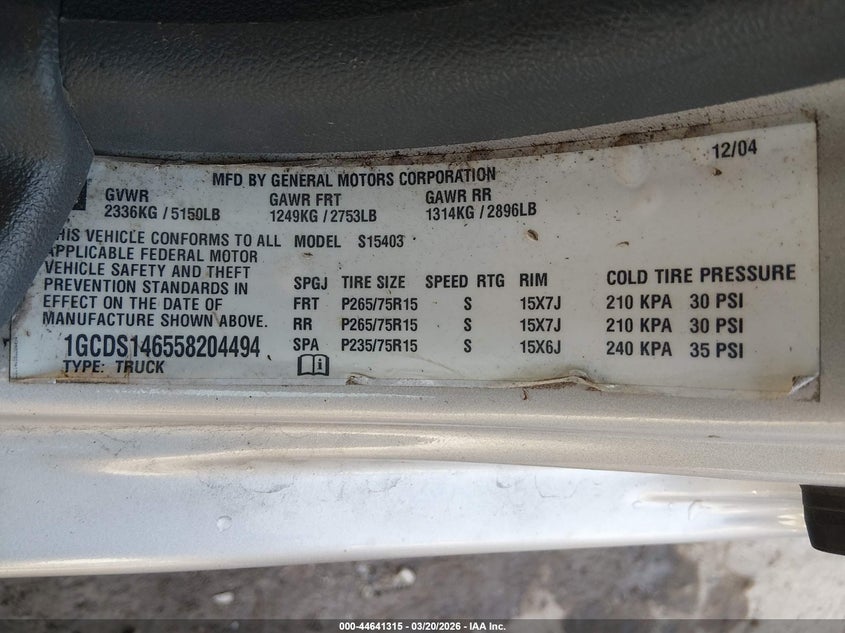 MFD BY GENERAL MOTORS CORPORATION 12/04
GVWR GAWR FRT GAWR RR
2336KG / 5150LB 1249KG / 2753LB 1314KG / 2896LB
THIS VEHICLE CONFORMS TO ALL
APPLICABLE FEDERAL MOTOR
VEHICLE SAFETY AND THEFT
PREVENTION STANDARDS IN
EFFECT ON THE DATE OF
MANUFACTURE SHOWN ABOVE.
1GCDS146558204494
TYPE: TRUCK
MODEL S15403
SPGJ TIRE SIZE SPEED RTG RIM COLD TIRE PRESSURE
FRT P265/75R15 S 15X7J 210 KPA 30 PSI
RR P265/75R15 S 15X7J 210 KPA 30 PSI
SPA P235/75R15 S 15X6J 240 KPA 35 PSI
000-44641315 | 03/20/2026 - IAA Inc.